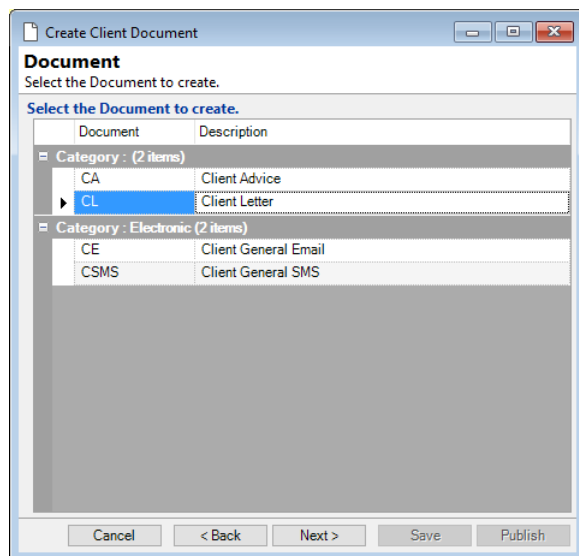 Create Client Document
Document
Select the Document to create.
Select the Document to create.
Document Description
Category : (2 items)
CA Client Advice
CL Client Letter
Category : Electronic (2 items)
CE Client General Email
CSMS Client General SMS
Cancel < Back Next > Save Publish